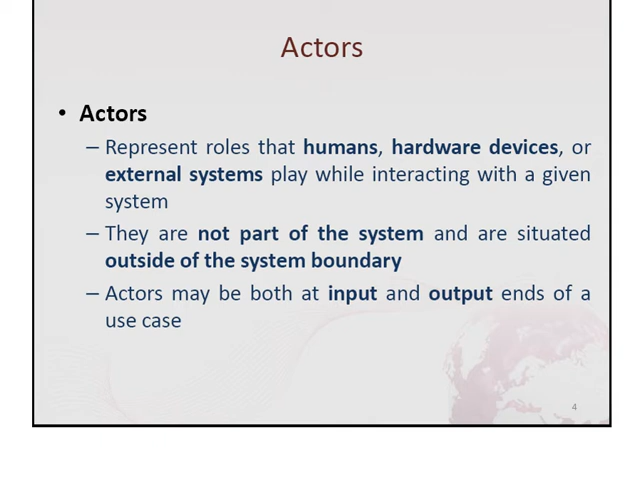 Actors
• Actors
– Represent roles that humans, hardware devices, or
external systems play while interacting with a given
system
– They are not part of the system and are situated
outside of the system boundary
– Actors may be both at input and output ends of a
use case
4